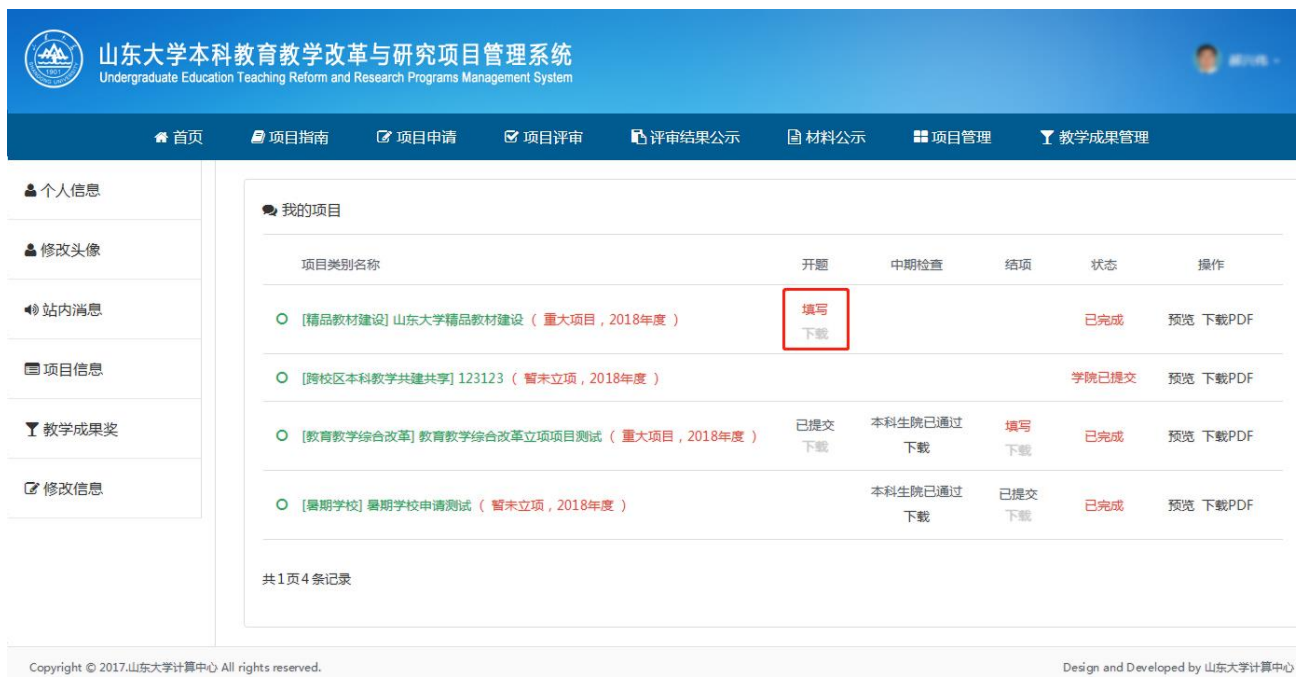 山东大学本科教育教学改革与研究项目管理系统
Undergraduate Education Teaching Reform and Research Programs Management System
首页 项目指南 项目申请 项目评审 评审结果公示 材料公示 项目管理 教学成果管理
个人信息
修改头像
站内消息
项目信息
教学成果奖
修改信息
我的项目
项目类别名称 开题 中期检查 结项 状态 操作
[精品教材建设] 山东大学精品教材建设 ( 重大项目 , 2018年度 ) 填写 下载 已完成 预览 下载PDF
[跨校区本科教学共建共享] 123123 ( 暂未立项 , 2018年度 ) 学院已提交 预览 下载PDF
[教育教学综合改革] 教育教学综合改革立项项目测试 ( 重大项目 , 2018年度 ) 已提交 下载 本科生院已通过 下载 填写 下载 已完成 预览 下载PDF
[暑期学校] 暑期学校申请测试 ( 暂未立项 , 2018年度 ) 本科生院已通过 下载 已提交 下载 已完成 预览 下载PDF
共1页4条记录
Copyright © 2017.山东大学计算中心 All rights reserved. Design and Developed by 山东大学计算中心